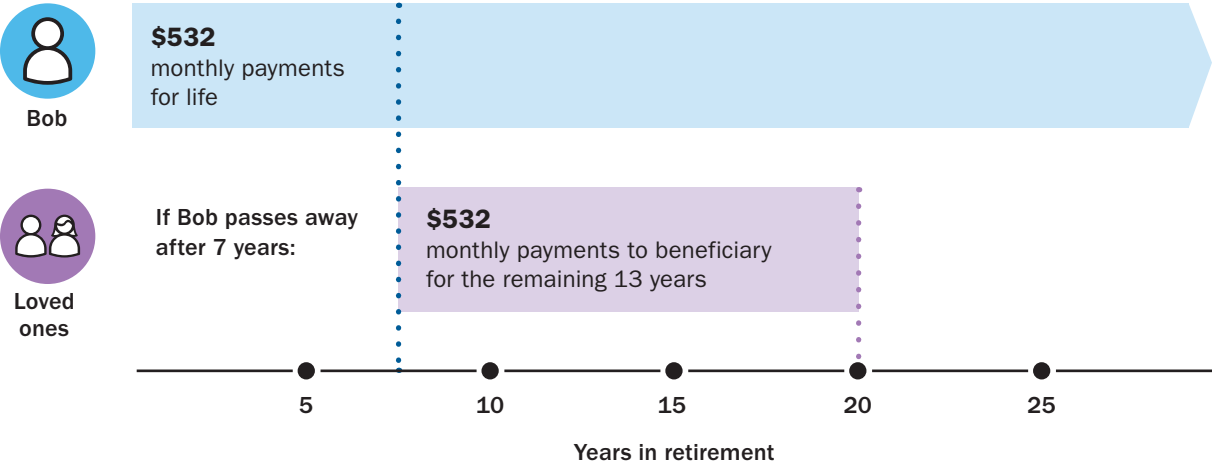 $532
monthly payments
for life
Bob
If Bob passes away
after 7 years:
$532
monthly payments to beneficiary
for the remaining 13 years
Loved
ones
5
10
15
20
25
Years in retirement